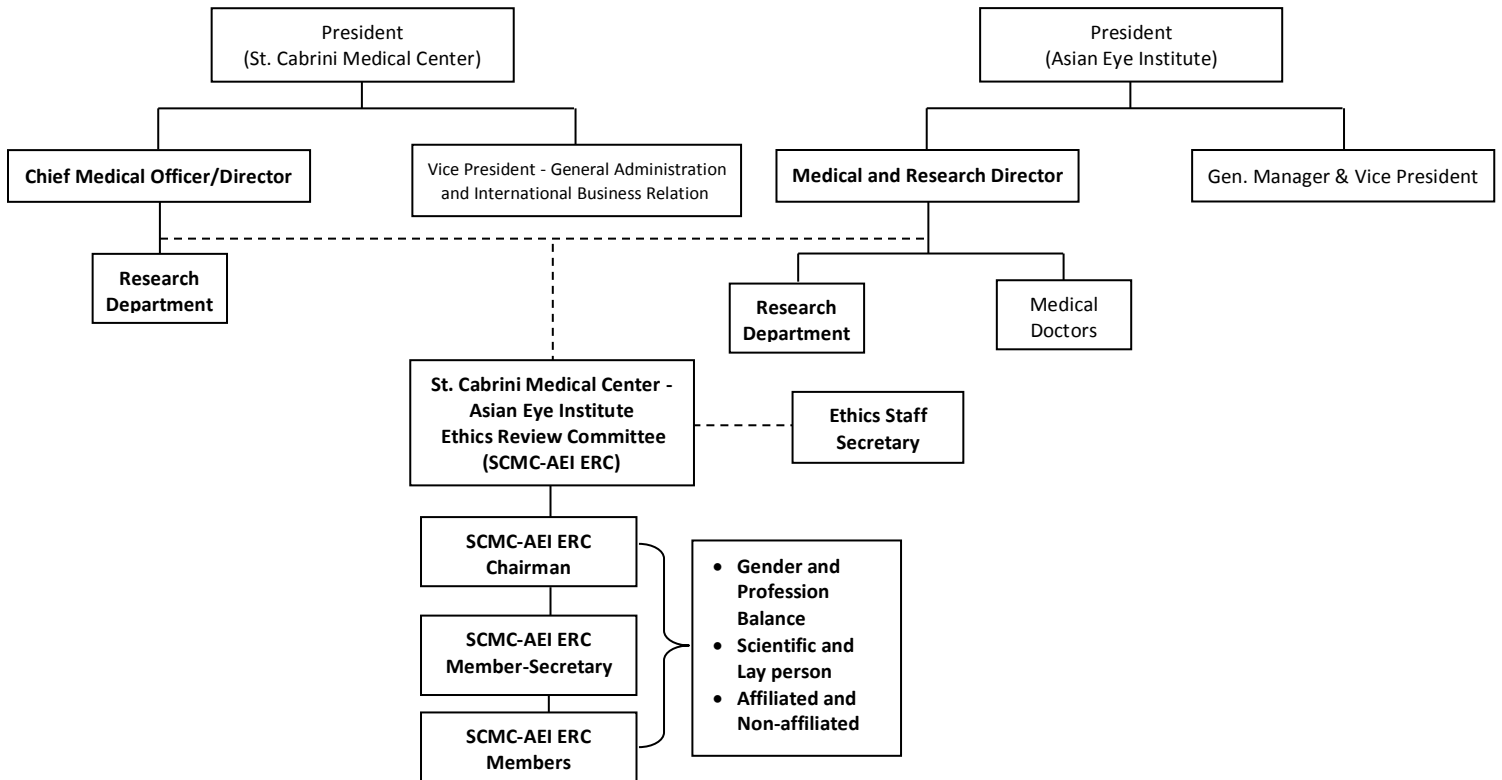 President
(St. Cabrini Medical Center)
President
(Asian Eye Institute)
Chief Medical Officer/Director
Vice President - General Administration
and International Business Relation
Medical and Research Director
Gen. Manager & Vice President
Research
Department
Research
Department
Medical
Doctors
St. Cabrini Medical Center -
Asian Eye Institute
Ethics Review Committee
(SCMC-AEI ERC)
Ethics Staff
Secretary
SCMC-AEI ERC
Chairman
SCMC-AEI ERC
Member-Secretary
SCMC-AEI ERC
Members
• Gender and
Profession
Balance
• Scientific and
Lay person
• Affiliated and
Non-affiliated